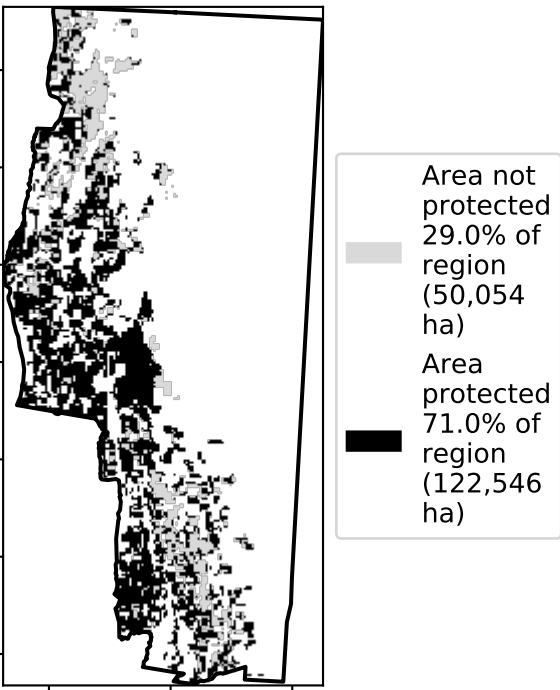 Area not
protected
29.0% of
region
(50,054
ha)
Area
protected
71.0% of
region
(122,546
ha)